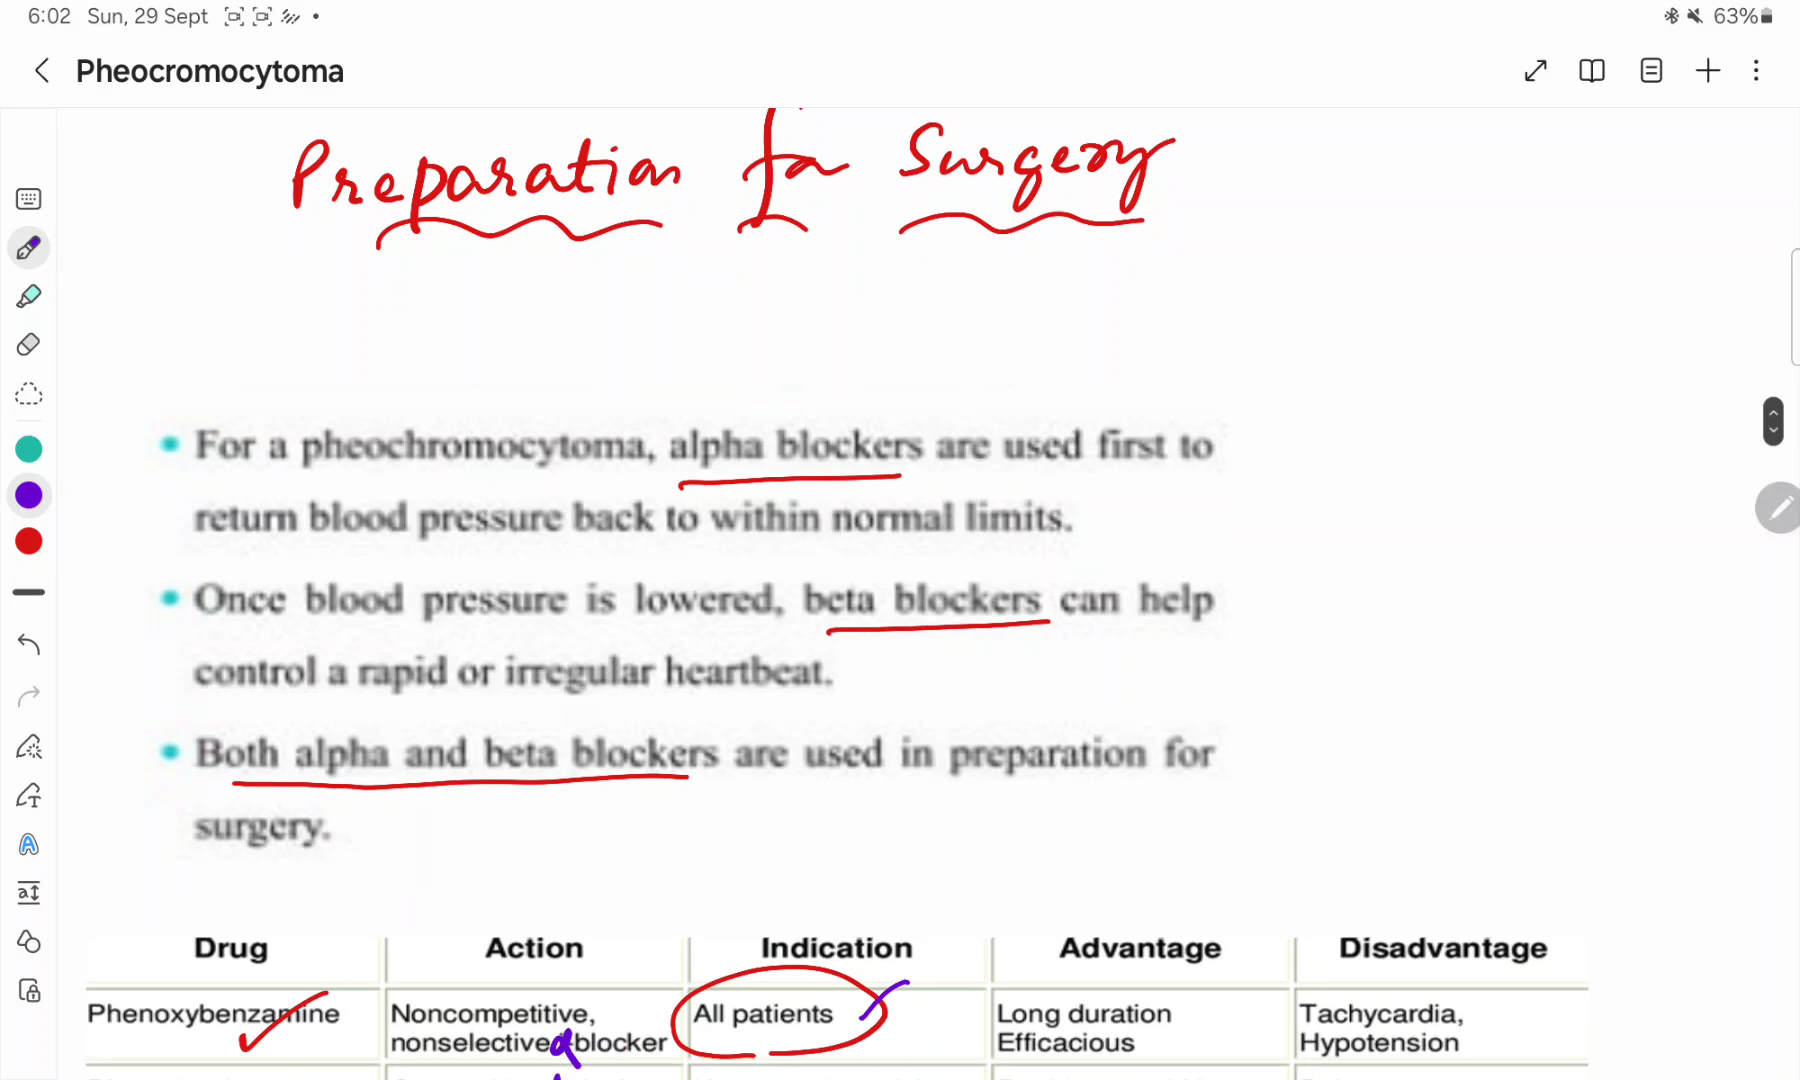 6:02 Sun, 29 Sept
63%
Pheocromocytoma
Preparation for Surgery
For a pheochromocytoma, alpha blockers are used first to
return blood pressure back to within normal limits.
Once blood pressure is lowered, beta blockers can help
control a rapid or irregular heartbeat.
Both alpha and beta blockers are used in preparation for
surgery.
Drug Action Indication Advantage Disadvantage
Phenoxybenzamine Noncompetitive, All patients Long duration Tachycardia,
nonselective α blocker Efficacious Hypotension